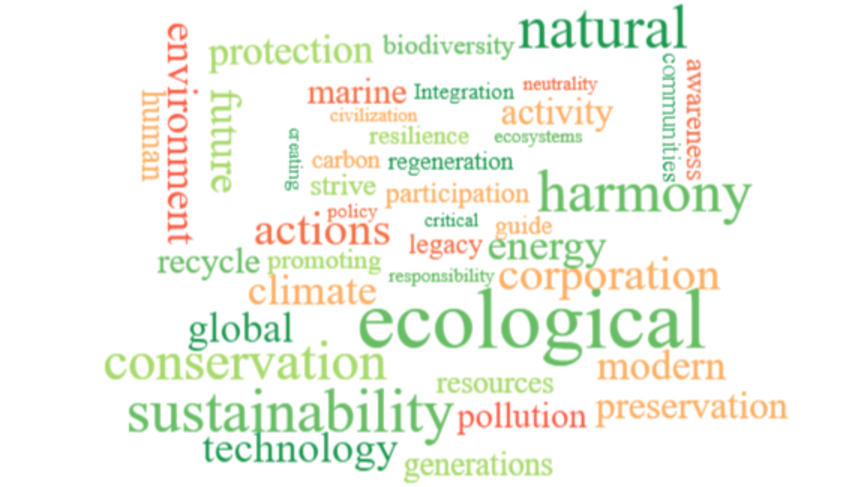 natural
protection
biodiversity
environment
communities
awareness
marine
Integration
neutrality
human
future
civilization
activity
resilience
ecosystems
creating
carbon
regeneration
strive
participation
harmony
policy
critical
guide
actions
legacy
energy
recycle
promoting
responsibility
corporation
climate
ecological
global
conservation
modern
resources
sustainability
pollution
preservation
technology
generations